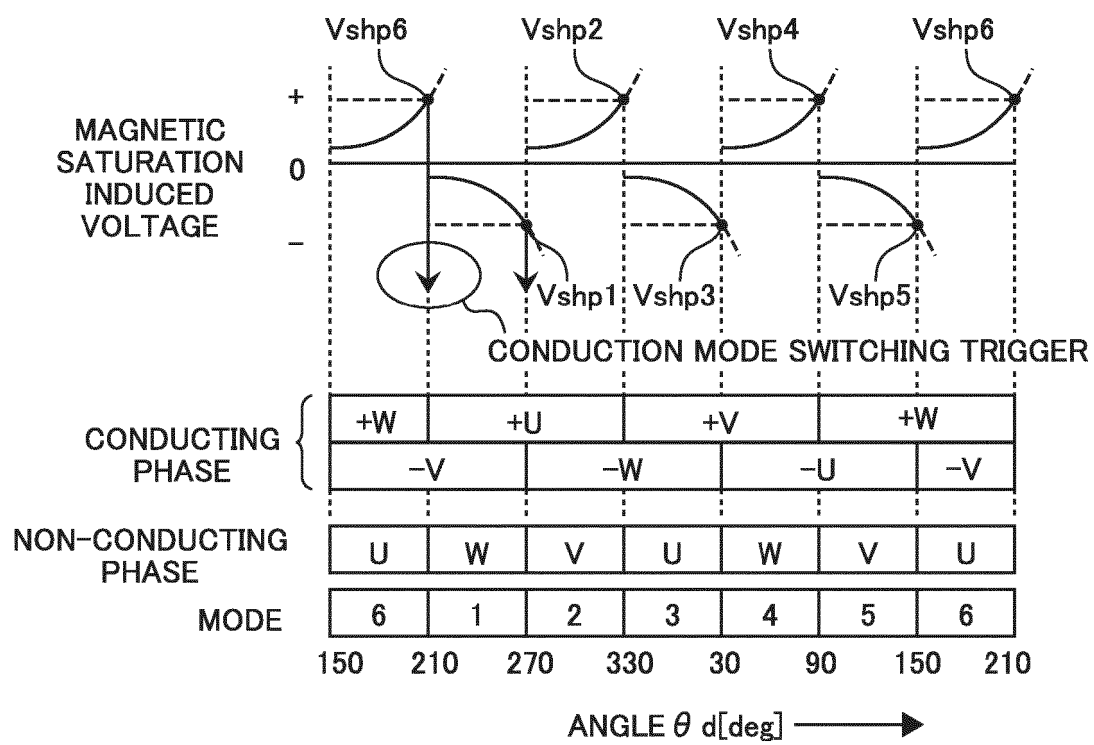 Vshp6 Vshp2 Vshp4 Vshp6
+
MAGNETIC
SATURATION
INDUCED
VOLTAGE
0
−
Vshp1 Vshp3 Vshp5
CONDUCTION MODE SWITCHING TRIGGER
CONDUCTING
PHASE
+W +U +V +W
−V −W −U −V
NON-CONDUCTING
PHASE
U W V U W V U
MODE 6 1 2 3 4 5 6
150 210 270 330 30 90 150 210
ANGLE θ d[deg]